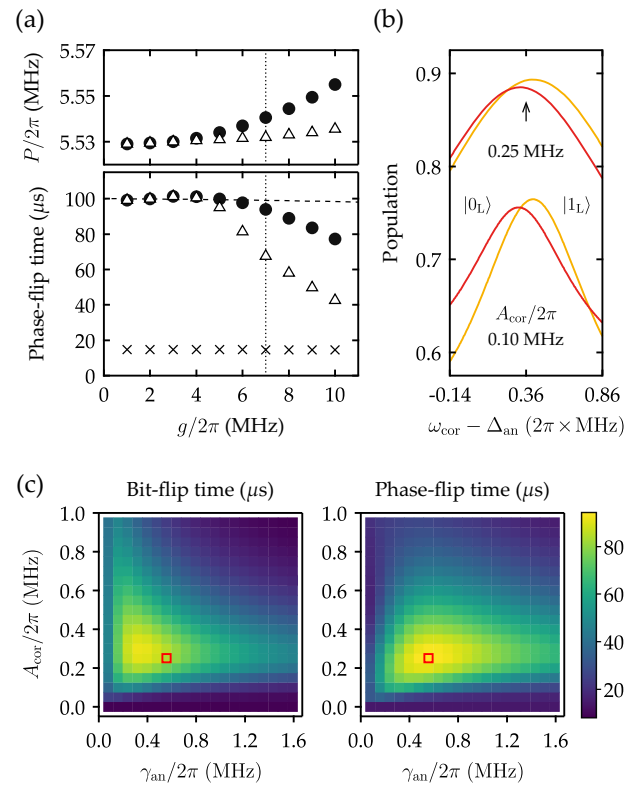 (a)
P/2π (MHz)
5.57
5.55
5.53
Phase-flip time (μs)
100
80
60
40
20
0
0 2 4 6 8 10
g/2π (MHz)
(b)
Population
0.9
0.8
0.7
0.6
0.25 MHz
|0L⟩ |1L⟩
Acor/2π
0.10 MHz
-0.14 0.36 0.86
ωcor − Δan (2π × MHz)
(c)
Bit-flip time (μs) Phase-flip time (μs)
Acor/2π (MHz)
1.0
0.8
0.6
0.4
0.2
0.0
0.0 0.4 0.8 1.2 1.6
γan/2π (MHz)
1.0
0.8
0.6
0.4
0.2
0.0
0.0 0.4 0.8 1.2 1.6
γan/2π (MHz)
80
60
40
20